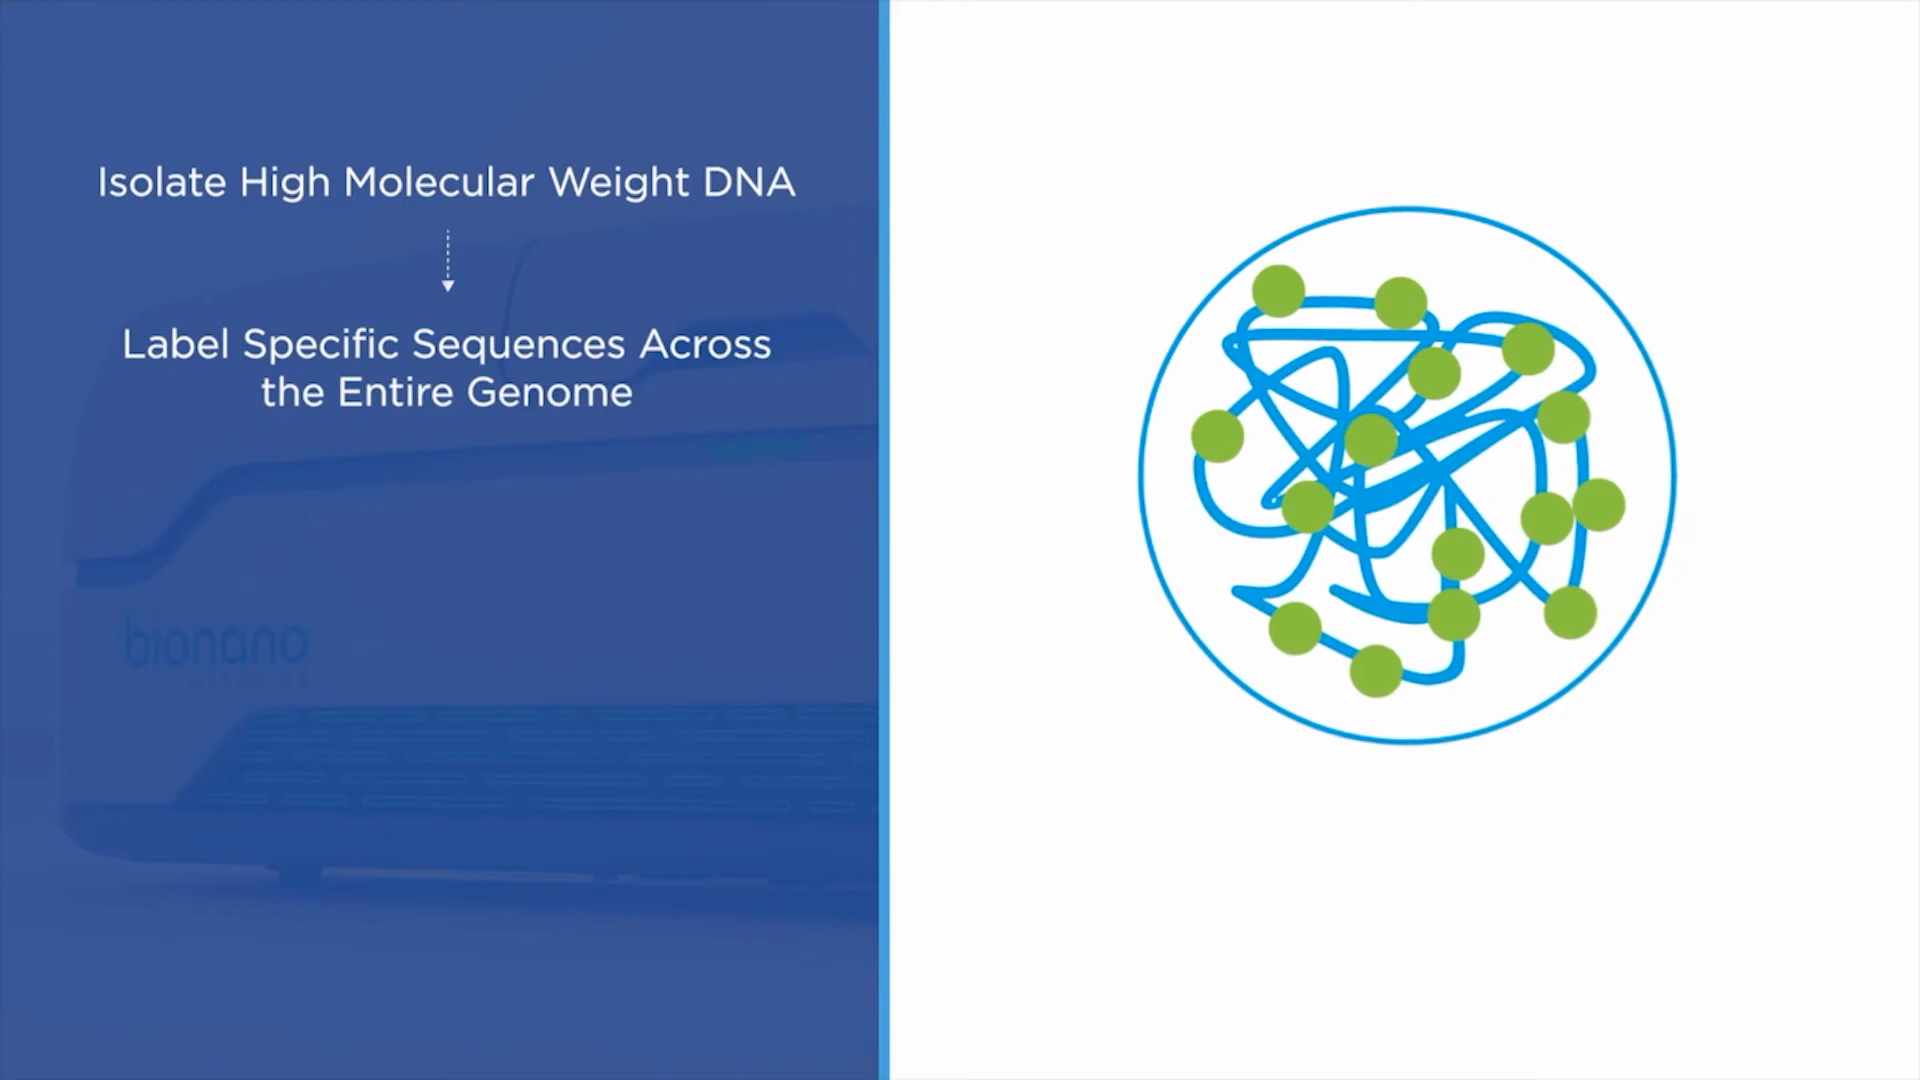 Isolate High Molecular Weight DNA
Label Specific Sequences Across
the Entire Genome
bionano